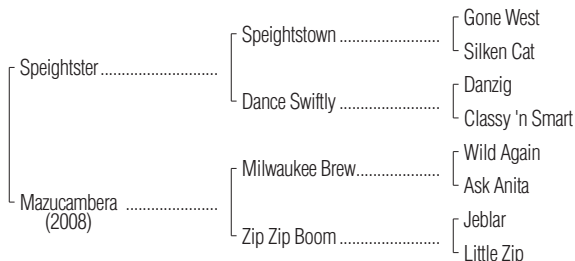 Gone West
Speightstown
Silken Cat
Speightster
Danzig
Dance Swiftly
Classy 'n Smart
Wild Again
Milwaukee Brew
Ask Anita
Mazucambera
(2008)
Jeblar
Zip Zip Boom
Little Zip